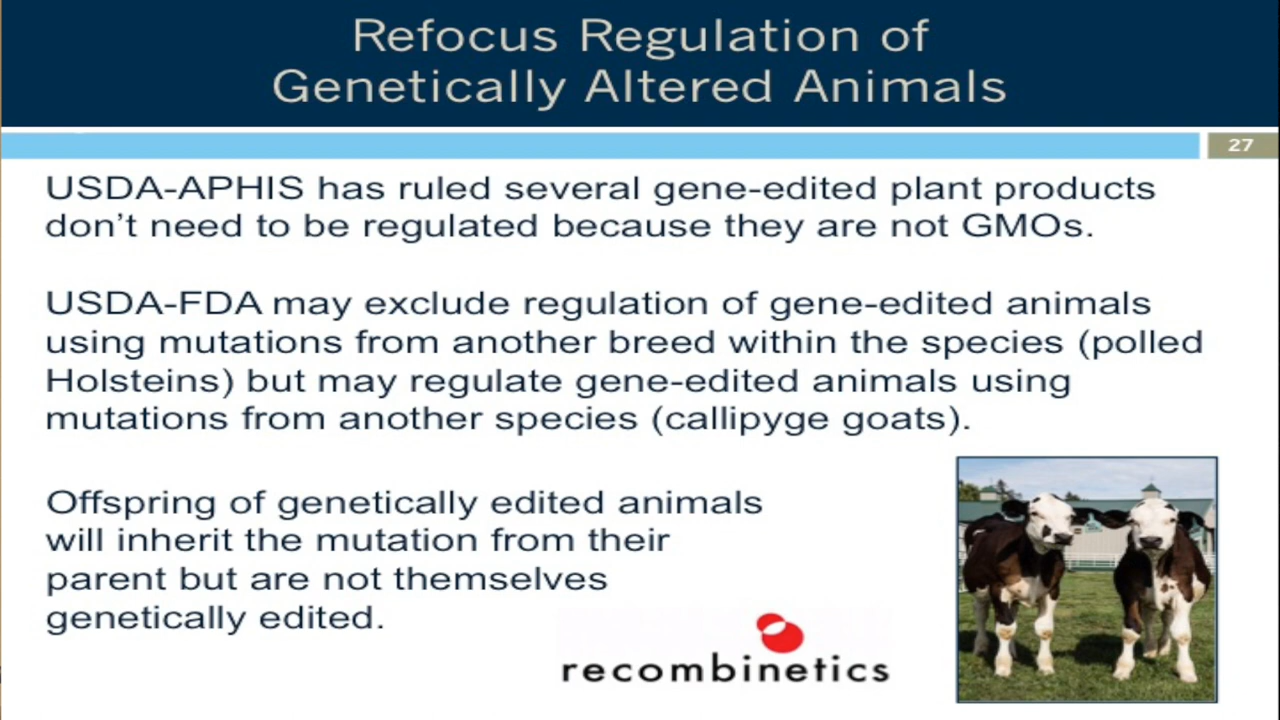 Refocus Regulation of
Genetically Altered Animals
27
USDA-APHIS has ruled several gene-edited plant products
don't need to be regulated because they are not GMOs.
USDA-FDA may exclude regulation of gene-edited animals
using mutations from another breed within the species (polled
Holsteins) but may regulate gene-edited animals using
mutations from another species (callipyge goats).
Offspring of genetically edited animals
will inherit the mutation from their
parent but are not themselves
genetically edited.
recombinetics